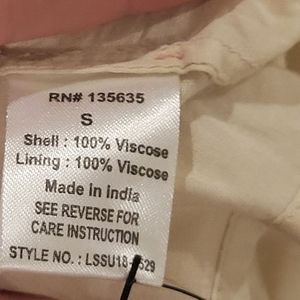 RN# 135635
S
Shell : 100% Viscose
Lining : 100% Viscose
Made in india
SEE REVERSE FOR
CARE INSTRUCTION
STYLE NO. :